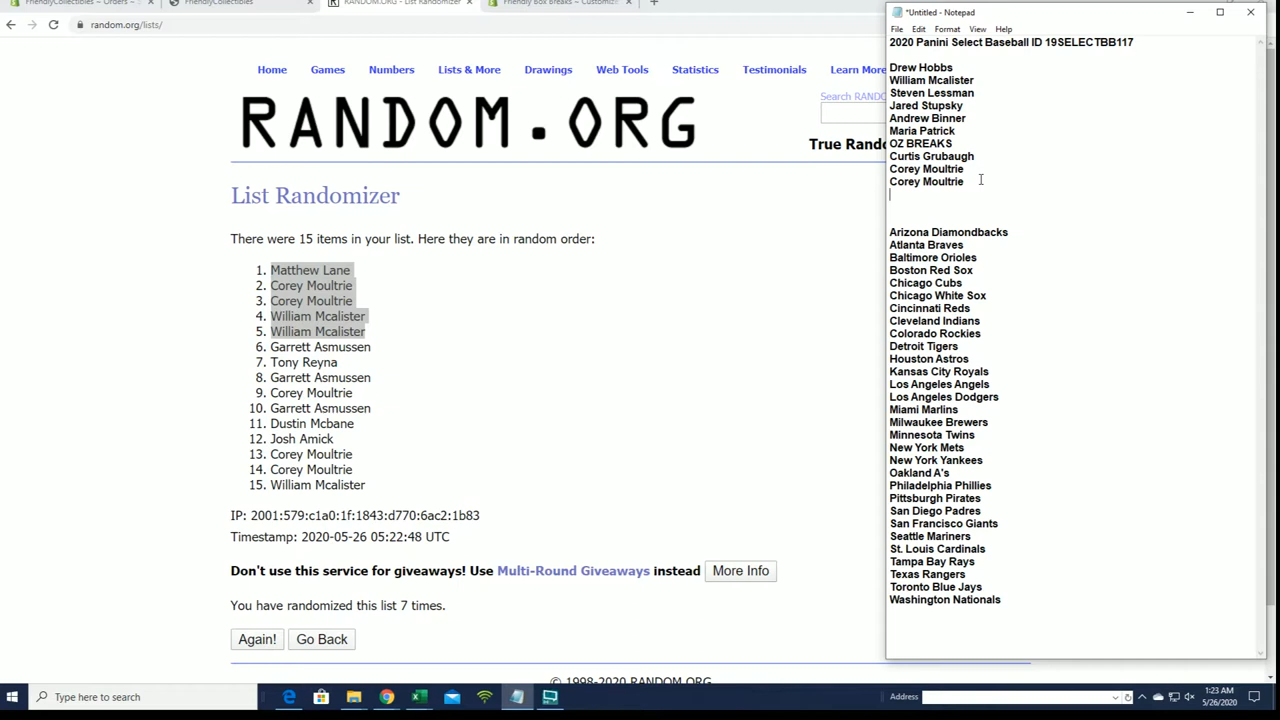 FriendlyCollectibles ~ Orders ~
FriendlyCollectibles
RANDOM.ORG - List Randomizer
Friendly Box Breaks ~ Customiz
random.org/lists/
Home Games Numbers Lists & More Drawings Web Tools Statistics Testimonials Learn More
Search RANDO
RANDOM.ORG
True Rando
List Randomizer
There were 15 items in your list. Here they are in random order:
1. Matthew Lane
2. Corey Moultrie
3. Corey Moultrie
4. William Mcalister
5. William Mcalister
6. Garrett Asmussen
7. Tony Reyna
8. Garrett Asmussen
9. Corey Moultrie
10. Garrett Asmussen
11. Dustin Mcbane
12. Josh Amick
13. Corey Moultrie
14. Corey Moultrie
15. William Mcalister
IP: 2001:579:c1a0:1f:1843:d770:6ac2:1b83
Timestamp: 2020-05-26 05:22:48 UTC
Don't use this service for giveaways! Use Multi-Round Giveaways instead More Info
You have randomized this list 7 times.
Again! Go Back
© 1998-2020 RANDOM.ORG
*Untitled - Notepad
File Edit Format View Help
2020 Panini Select Baseball ID 19SELECTBB117
Drew Hobbs
William Mcalister
Steven Lessman
Jared Stupsky
Andrew Binner
Maria Patrick
OZ BREAKS
Curtis Grubaugh
Corey Moultrie
Corey Moultrie
Arizona Diamondbacks
Atlanta Braves
Baltimore Orioles
Boston Red Sox
Chicago Cubs
Chicago White Sox
Cincinnati Reds
Cleveland Indians
Colorado Rockies
Detroit Tigers
Houston Astros
Kansas City Royals
Los Angeles Angels
Los Angeles Dodgers
Miami Marlins
Milwaukee Brewers
Minnesota Twins
New York Mets
New York Yankees
Oakland A's
Philadelphia Phillies
Pittsburgh Pirates
San Diego Padres
San Francisco Giants
Seattle Mariners
St. Louis Cardinals
Tampa Bay Rays
Texas Rangers
Toronto Blue Jays
Washington Nationals
Type here to search
Address
1:23 AM
5/26/2020